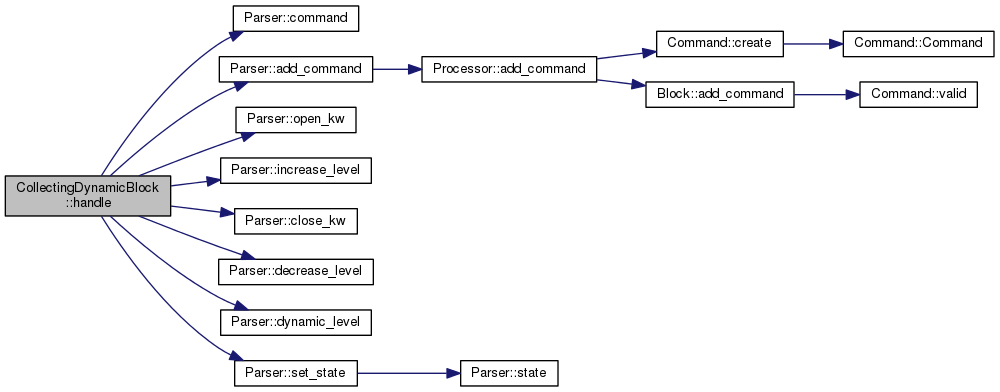 Parser::command
Parser::add_command
Processor::add_command
Command::create
Command::Command
Block::add_command
Command::valid
Parser::open_kw
CollectingDynamicBlock
::handle
Parser::increase_level
Parser::close_kw
Parser::decrease_level
Parser::dynamic_level
Parser::set_state
Parser::state